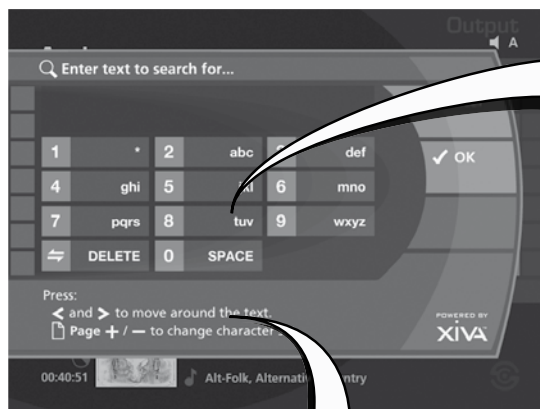 Output
A
Enter text to search for...
1 * 2 abc def
4 ghi 5 6 mno
7 pqrs 8 tuv 9 wxyz
DELETE 0 SPACE
OK
Press:
< and > to move around the text.
Page + / – to change character
POWERED BY
XiVA
00:40:51 Alt-Folk,